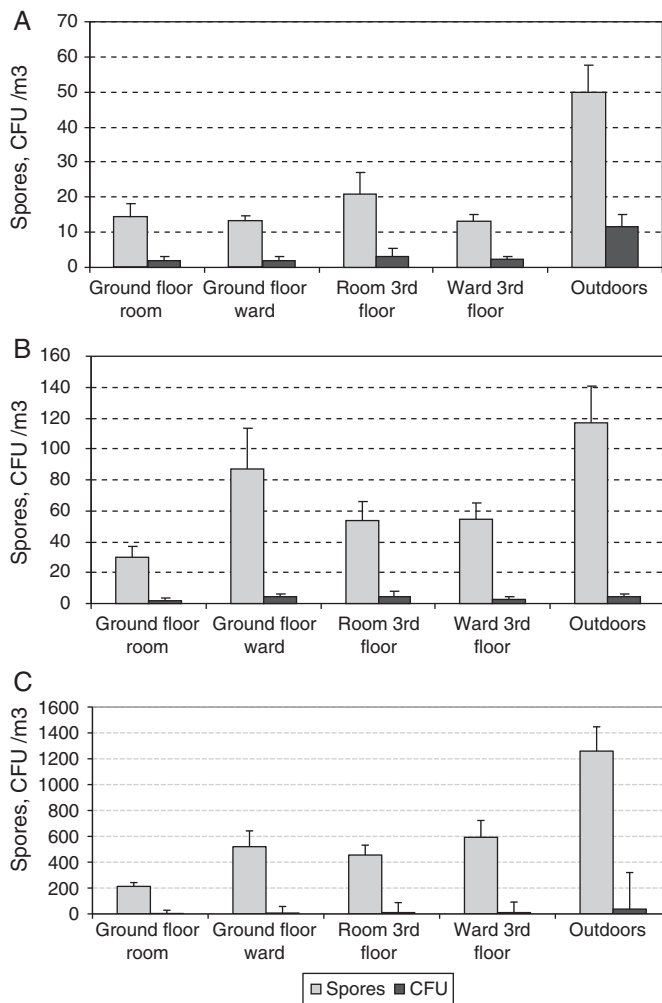 A
Spores, CFU /m3
70
60
50
40
30
20
10
0
Ground floor room
Ground floor ward
Room 3rd floor
Ward 3rd floor
Outdoors
B
Spores, CFU /m3
160
140
120
100
80
60
40
20
0
Ground floor room
Ground floor ward
Room 3rd floor
Ward 3rd floor
Outdoors
C
Spores, CFU /m3
1600
1400
1200
1000
800
600
400
200
0
Ground floor room
Ground floor ward
Room 3rd floor
Ward 3rd floor
Outdoors
Spores CFU